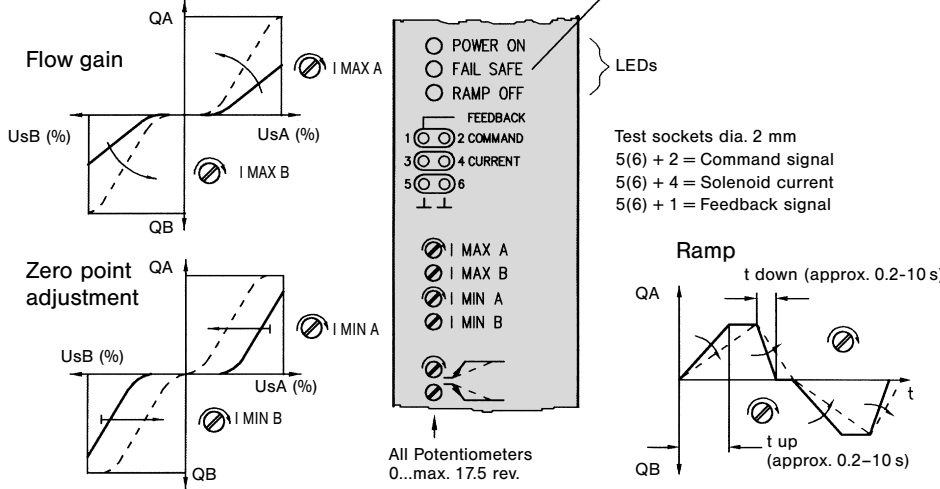 Flow gain
QA
I MAX A
UsB (%)
UsA (%)
I MAX B
QB
Zero point
adjustment
QA
I MIN A
UsB (%)
UsA (%)
I MIN B
QB
POWER ON
FAIL SAFE
RAMP OFF
LEDs
FEEDBACK
1 2 COMMAND
3 4 CURRENT
5 6
I MAX A
I MAX B
I MIN A
I MIN B
All Potentiometers
0...max. 17.5 rev.
Test sockets dia. 2 mm
5(6) + 2 = Command signal
5(6) + 4 = Solenoid current
5(6) + 1 = Feedback signal
Ramp
t down (approx. 0.2-10 s)
QA
t
t up
(approx. 0.2-10 s)
QB